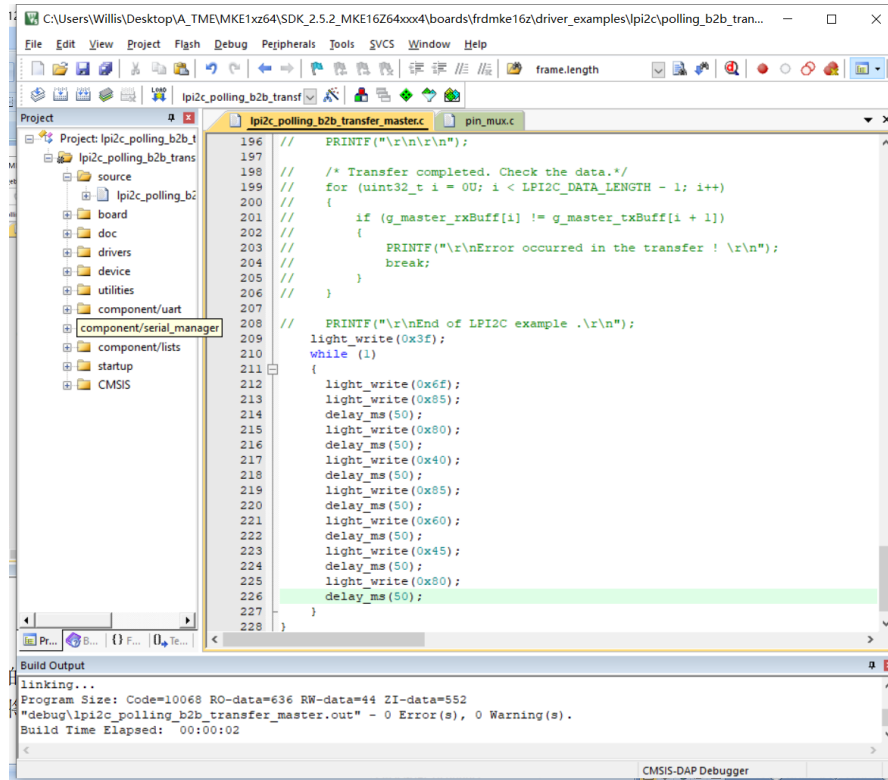 C:\Users\Willis\Desktop\A_TME\MKE1xz64\SDK_2.5.2_MKE16Z64xxx4\boards\frdmke16z\driver_examples\lpi2c\polling_b2b_tran...
File Edit View Project Flash Debug Peripherals Tools SVCS Window Help
frame.length
lpi2c_polling_b2b_transf
Project
lpi2c_polling_b2b_transfer_master.c pin_mux.c
Project: lpi2c_polling_b2b_t
lpi2c_polling_b2b_trans
source
lpi2c_polling_b2
board
doc
drivers
device
utilities
component/uart
component/serial_manager
component/lists
startup
CMSIS
196 // PRINTF("\r\n\r\n");
197
198 // /* Transfer completed. Check the data.*/
199 // for (uint32_t i = 0U; i < LPI2C_DATA_LENGTH - 1; i++)
200 // {
201 // if (g_master_rxBuff[i] != g_master_txBuff[i + 1])
202 // {
203 // PRINTF("\r\nError occurred in the transfer ! \r\n");
204 // break;
205 // }
206 // }
207
208 // PRINTF("\r\nEnd of LPI2C example .\r\n");
209 light_write(0x3f);
210 while (1)
211 {
212 light_write(0x6f);
213 light_write(0x85);
214 delay_ms(50);
215 light_write(0x80);
216 delay_ms(50);
217 light_write(0x40);
218 delay_ms(50);
219 light_write(0x85);
220 delay_ms(50);
221 light_write(0x60);
222 delay_ms(50);
223 light_write(0x45);
224 delay_ms(50);
225 light_write(0x80);
226 delay_ms(50);
227 }
228 }
Pr... B... {} F... Te...
Build Output
linking...
Program Size: Code=10068 RO-data=636 RW-data=44 ZI-data=552
"debug\lpi2c_polling_b2b_transfer_master.out" - 0 Error(s), 0 Warning(s).
Build Time Elapsed: 00:00:02
CMSIS-DAP Debugger